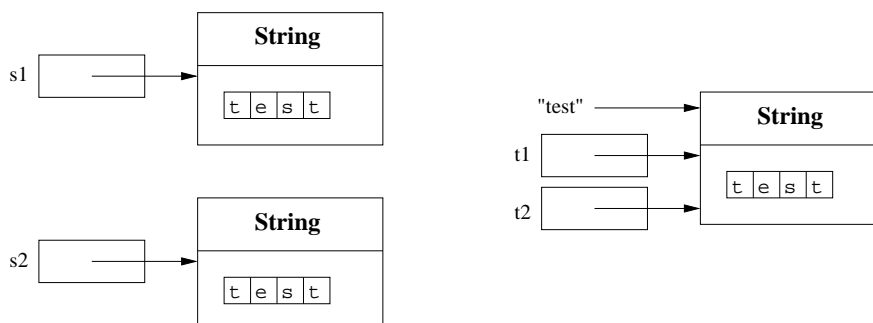 String
s1
t e s t
String
s2
t e s t
"test"
String
t1
t e s t
t2